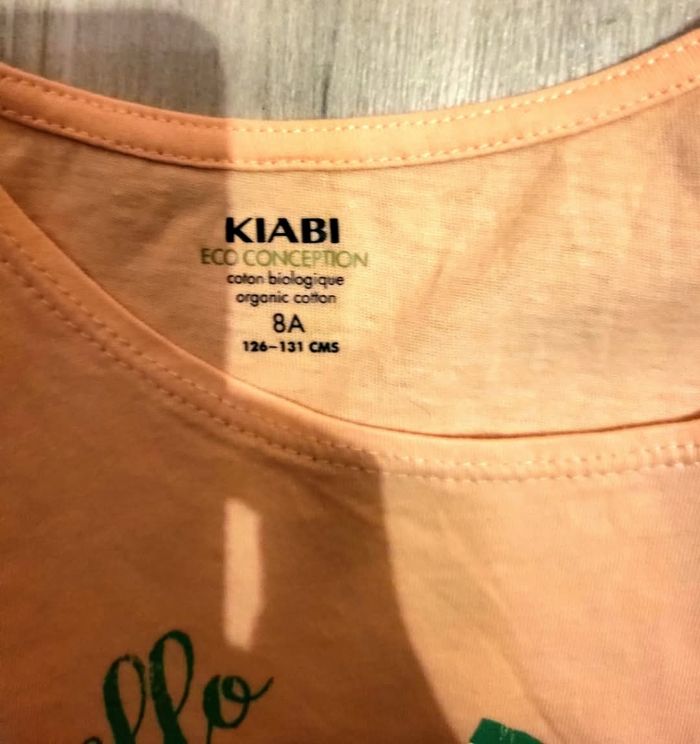 KIABI
ECO CONCEPTION
coton biologique
organic cotton
8A
126-131 CMS